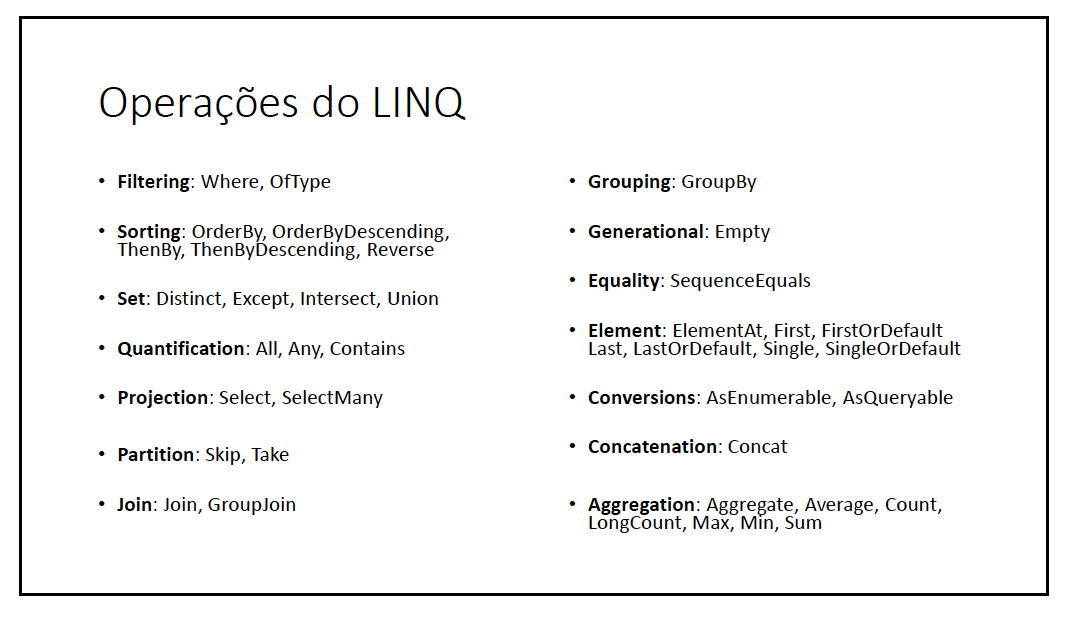 Operações do LINQ
• Filtering: Where, OfType
• Sorting: OrderBy, OrderByDescending,
ThenBy, ThenByDescending, Reverse
• Set: Distinct, Except, Intersect, Union
• Quantification: All, Any, Contains
• Projection: Select, SelectMany
• Partition: Skip, Take
• Join: Join, GroupJoin
• Grouping: GroupBy
• Generational: Empty
• Equality: SequenceEquals
• Element: ElementAt, First, FirstOrDefault
Last, LastOrDefault, Single, SingleOrDefault
• Conversions: AsEnumerable, AsQueryable
• Concatenation: Concat
• Aggregation: Aggregate, Average, Count,
LongCount, Max, Min, Sum